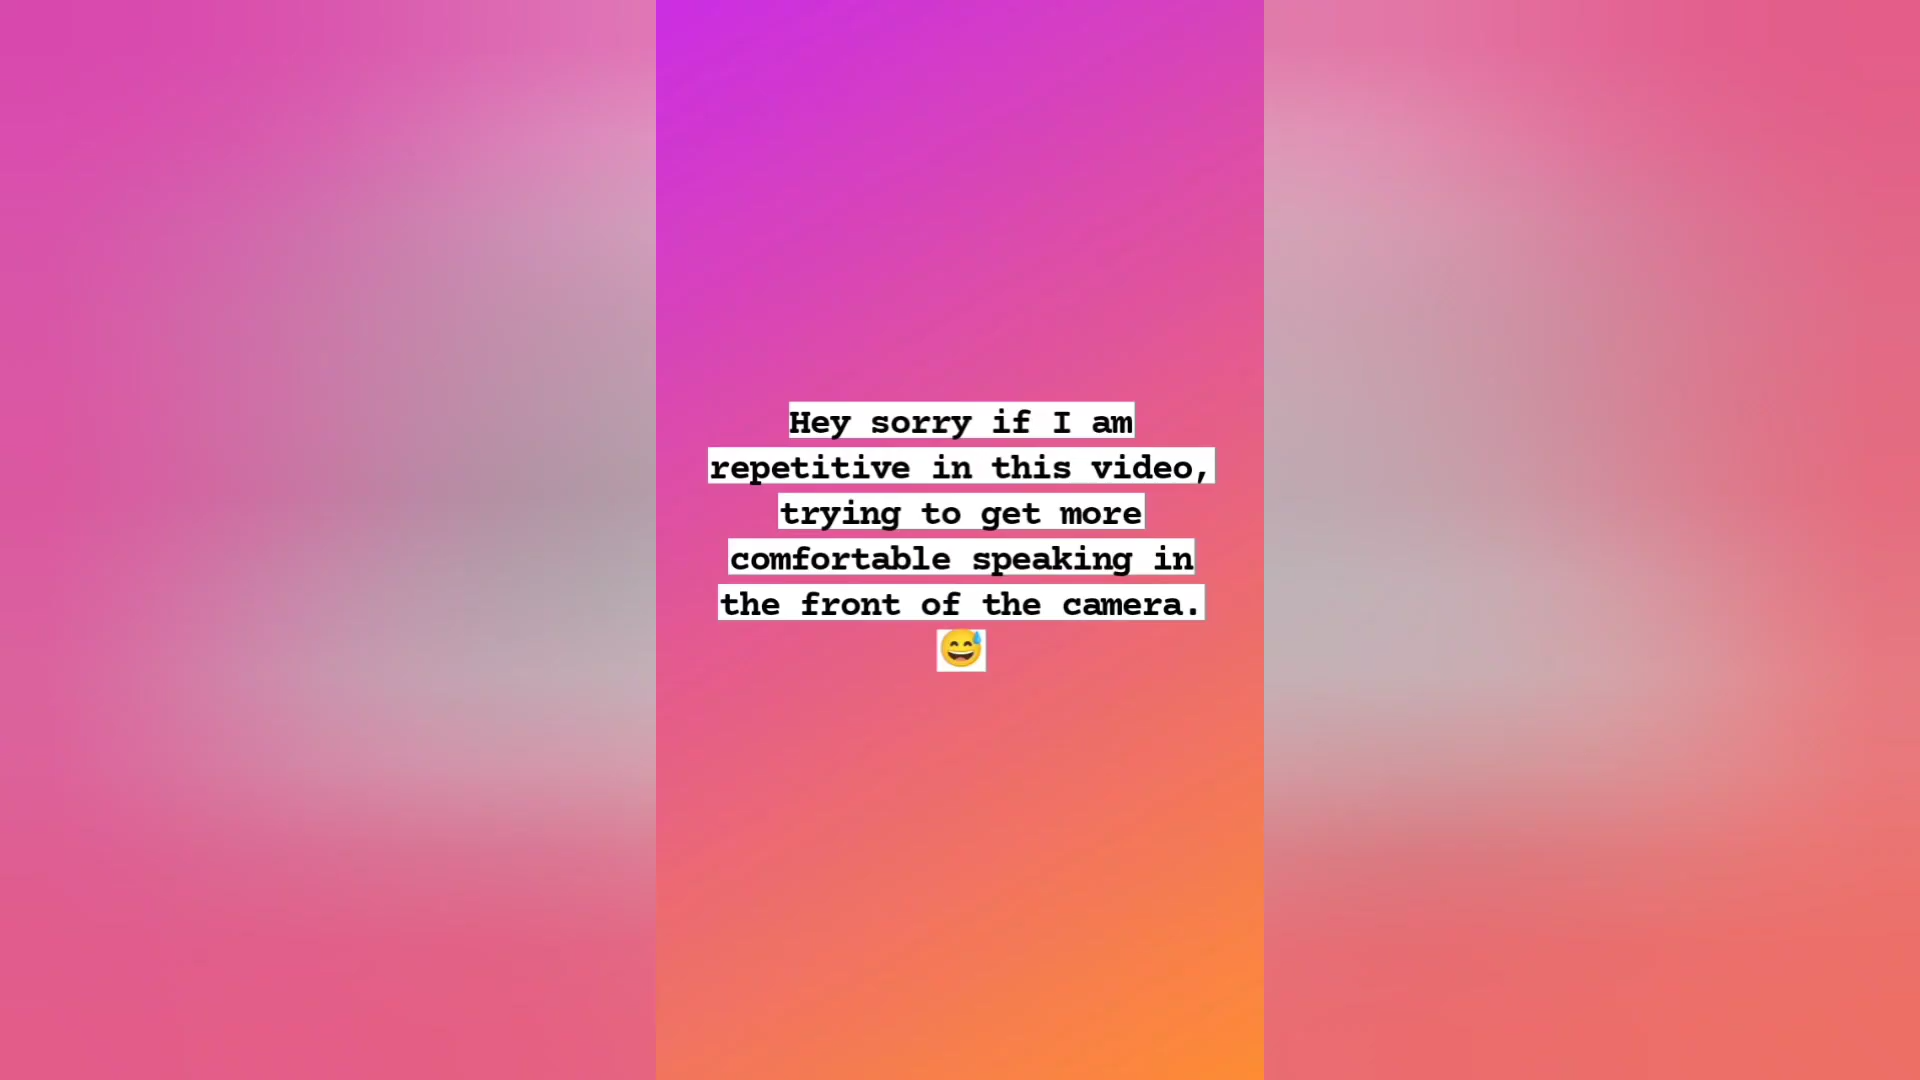 Hey sorry if I am
repetitive in this video,
trying to get more
comfortable speaking in
the front of the camera.
😅